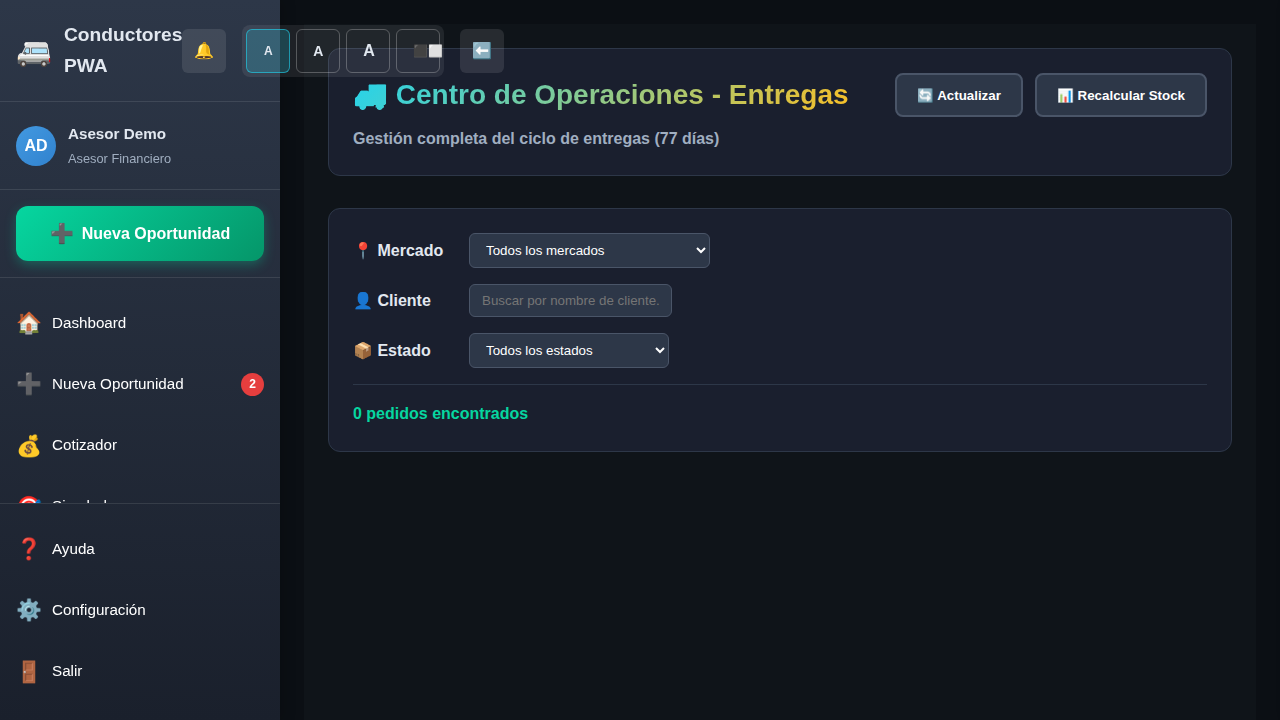 Conductores
PWA
A
A
A
AD
Asesor Demo
Asesor Financiero
Nueva Oportunidad
Dashboard
Nueva Oportunidad
2
Cotizador
Ayuda
Configuración
Salir
Centro de Operaciones - Entregas
Actualizar
Recalcular Stock
Gestión completa del ciclo de entregas (77 días)
Mercado
Todos los mercados
Cliente
Buscar por nombre de cliente.
Estado
Todos los estados
0 pedidos encontrados